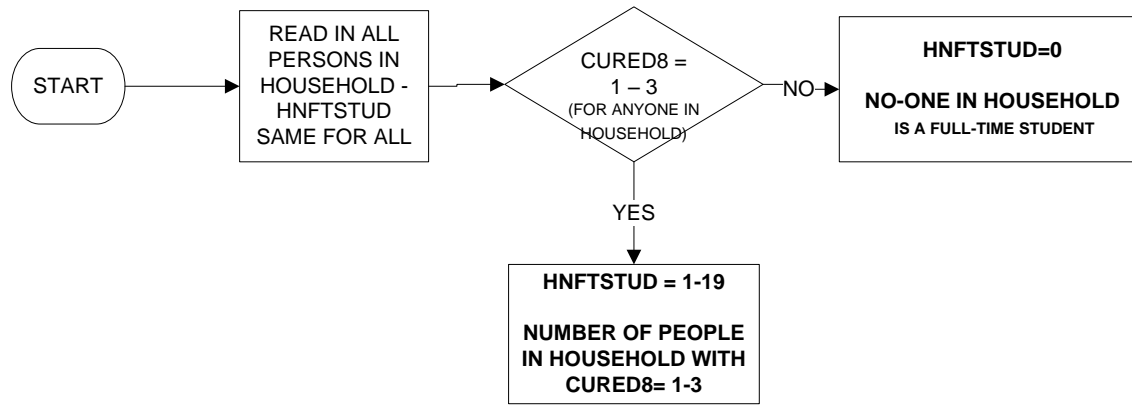 START
READ IN ALL
PERSONS IN
HOUSEHOLD -
HNFTSTUD
SAME FOR ALL
CURED8 =
1 – 3
(FOR ANYONE IN
HOUSEHOLD)
NO
HNFTSTUD=0
NO-ONE IN HOUSEHOLD
IS A FULL-TIME STUDENT
YES
HNFTSTUD = 1-19
NUMBER OF PEOPLE
IN HOUSEHOLD WITH
CURED8= 1-3